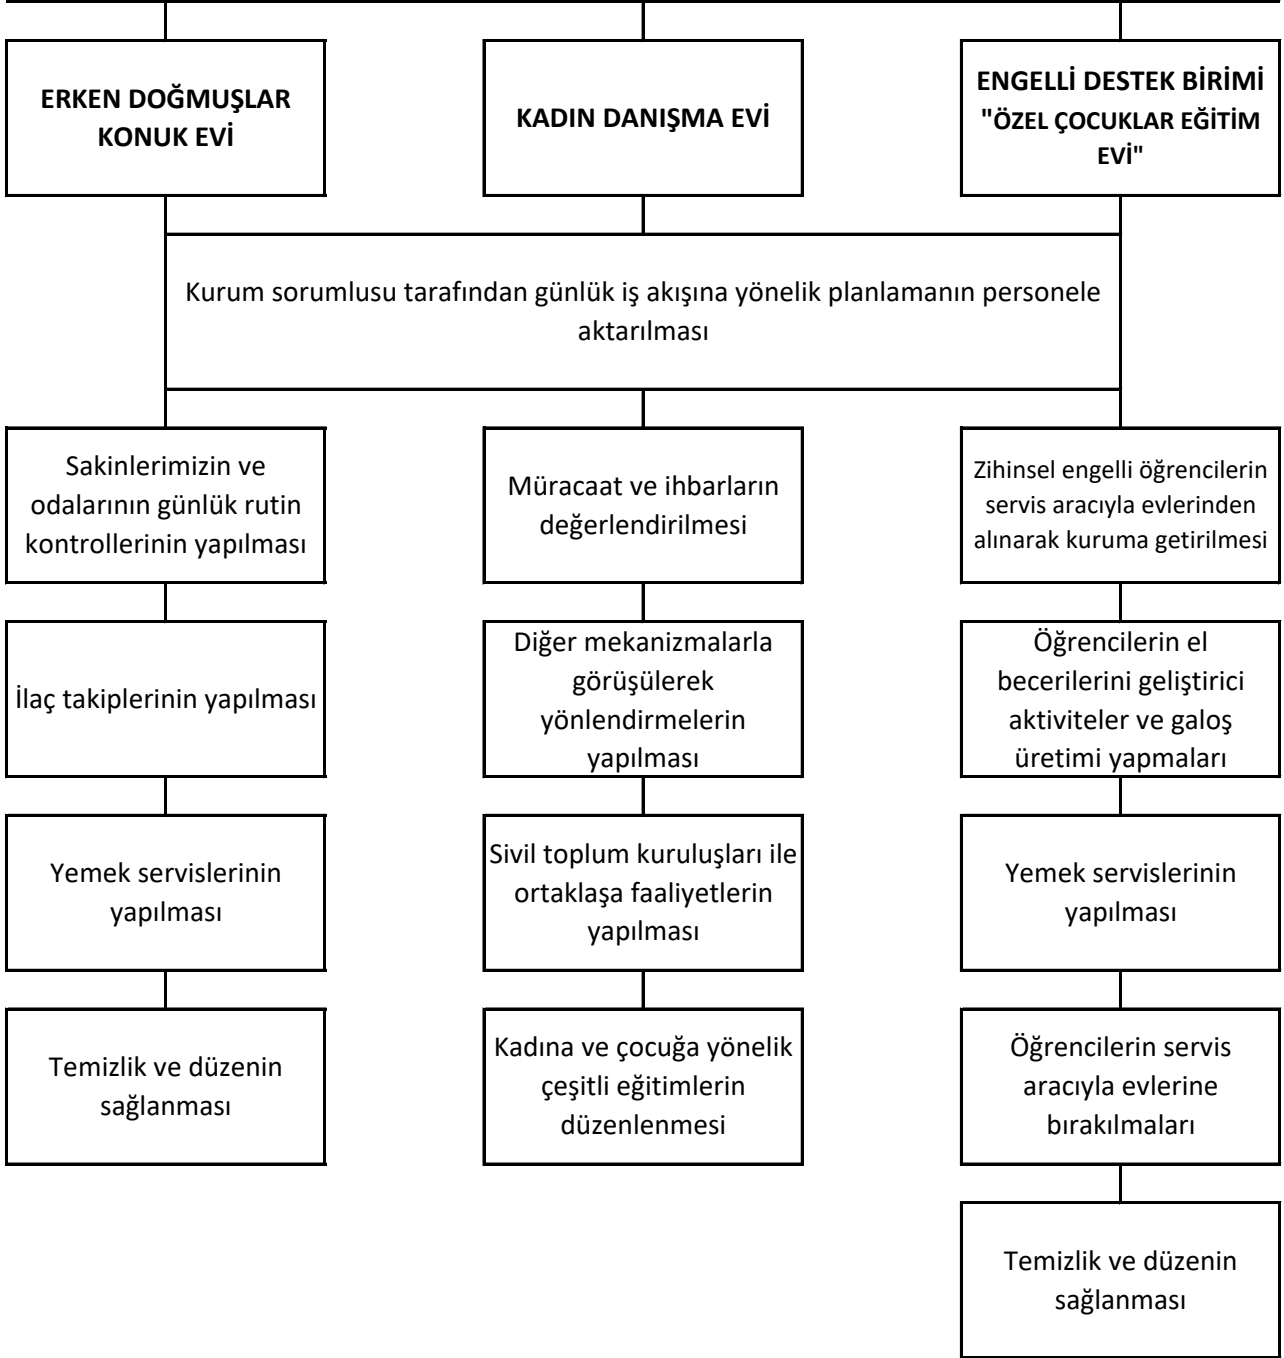 ERKEN DOĞMUŞLAR
KONUK EVİ
KADIN DANIŞMA EVİ
ENGELLİ DESTEK BİRİMİ
"ÖZEL ÇOCUKLAR EĞİTİM
EVİ"
Kurum sorumlusu tarafından günlük iş akışına yönelik planlamanın personele
aktarılması
Sakinlerimizin ve
odalarının günlük rutin
kontrollerinin yapılması
Müracaat ve ihbarların
değerlendirilmesi
Zihinsel engelli öğrencilerin
servis aracıyla evlerinden
alınarak kuruma getirilmesi
İlaç takiplerinin yapılması
Diğer mekanizmalarla
görüşülerek
yönlendirmelerin
yapılması
Öğrencilerin el
becerilerini geliştirici
aktiviteler ve galoş
üretimi yapmaları
Yemek servislerinin
yapılması
Sivil toplum kuruluşları ile
ortaklaşa faaliyetlerin
yapılması
Yemek servislerinin
yapılması
Temizlik ve düzenin
sağlanması
Kadına ve çocuğa yönelik
çeşitli eğitimlerin
düzenlenmesi
Öğrencilerin servis
aracıyla evlerine
bırakılmaları
Temizlik ve düzenin
sağlanması